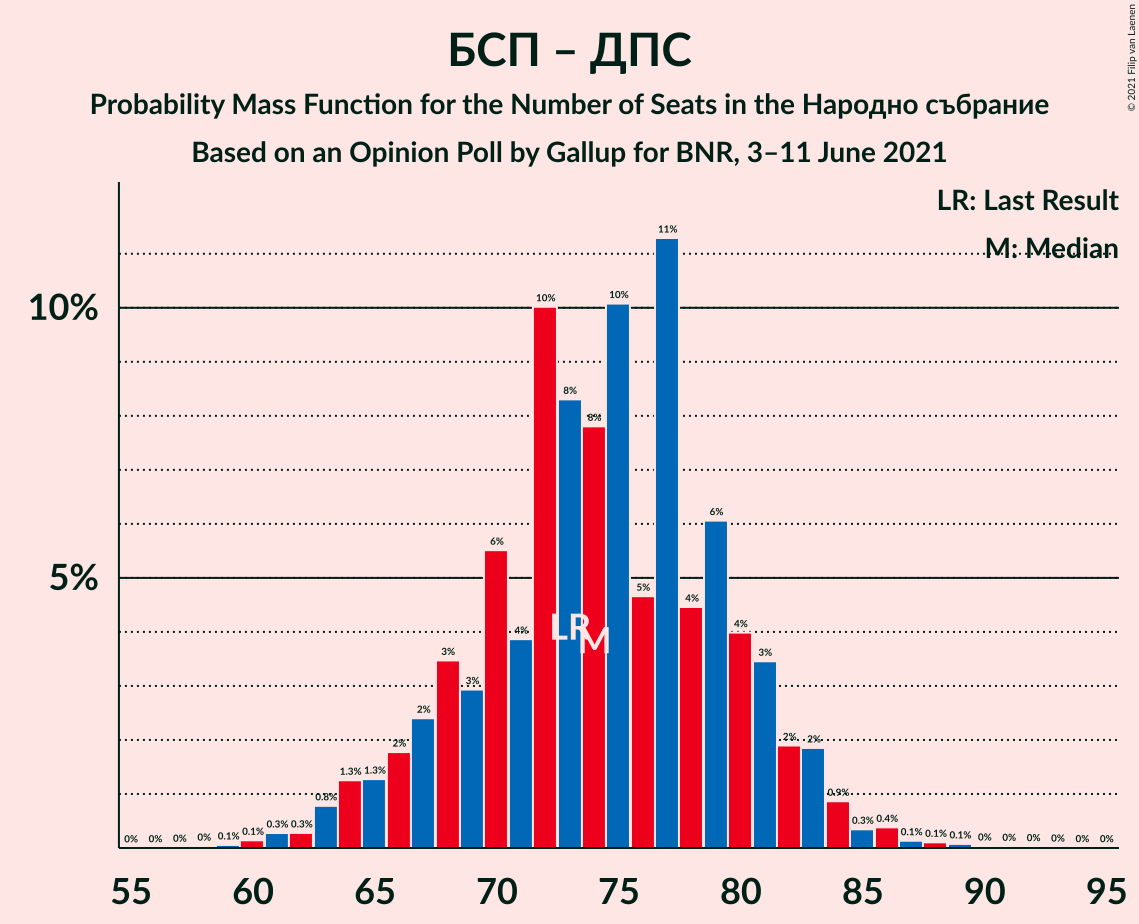 БСП – ДПС
Probability Mass Function for the Number of Seats in the Народно събрание
Based on an Opinion Poll by Gallup for BNR, 3–11 June 2021
© 2021 Filip van Laenen
LR: Last Result
M: Median
10%
5%
0% 0% 0% 0% 0.1% 0.1% 0.3% 0.3% 0.8% 1.3% 1.3% 2% 2% 3% 3% 6% 4% 10% 8% 8% 10% 5% 11% 4% 6% 4% 3% 2% 2% 0.9% 0.3% 0.4% 0.1% 0.1% 0.1% 0% 0% 0% 0% 0% 0%
LR
M
55 60 65 70 75 80 85 90 95